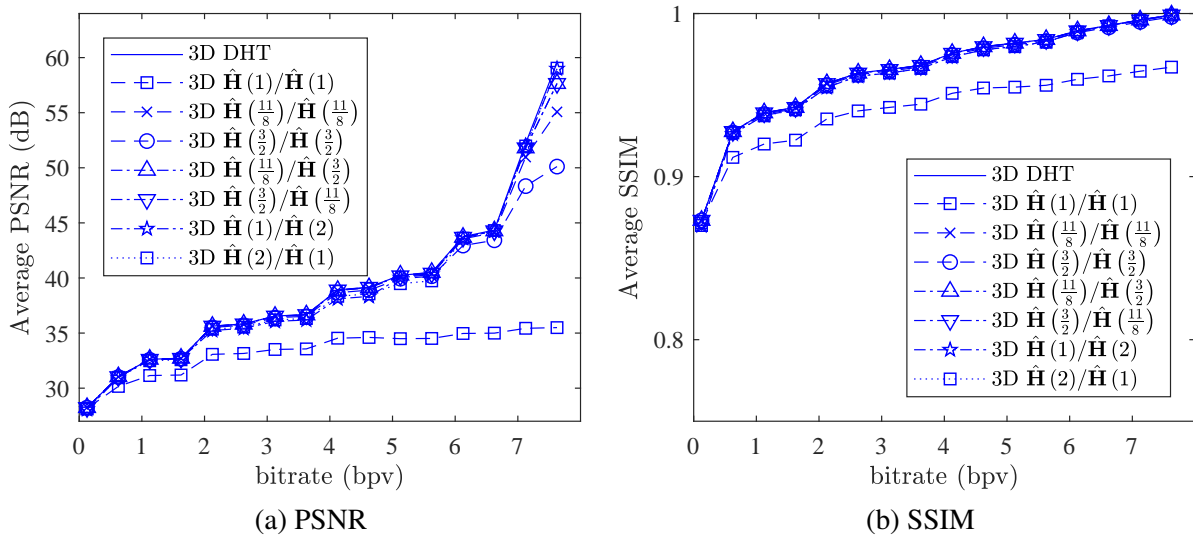 60
55
50
45
40
35
30
0 1 2 3 4 5 6 7
Average PSNR (dB)
bitrate (bpv)
3D DHT
3D Ĥ (1)/Ĥ (1)
3D Ĥ (11/8)/Ĥ (11/8)
3D Ĥ (3/2)/Ĥ (3/2)
3D Ĥ (11/8)/Ĥ (3/2)
3D Ĥ (3/2)/Ĥ (11/8)
3D Ĥ (1)/Ĥ (2)
3D Ĥ (2)/Ĥ (1)
(a) PSNR
1
0.9
0.8
0 1 2 3 4 5 6 7
Average SSIM
bitrate (bpv)
3D DHT
3D Ĥ (1)/Ĥ (1)
3D Ĥ (11/8)/Ĥ (11/8)
3D Ĥ (3/2)/Ĥ (3/2)
3D Ĥ (11/8)/Ĥ (3/2)
3D Ĥ (3/2)/Ĥ (11/8)
3D Ĥ (1)/Ĥ (2)
3D Ĥ (2)/Ĥ (1)
(b) SSIM